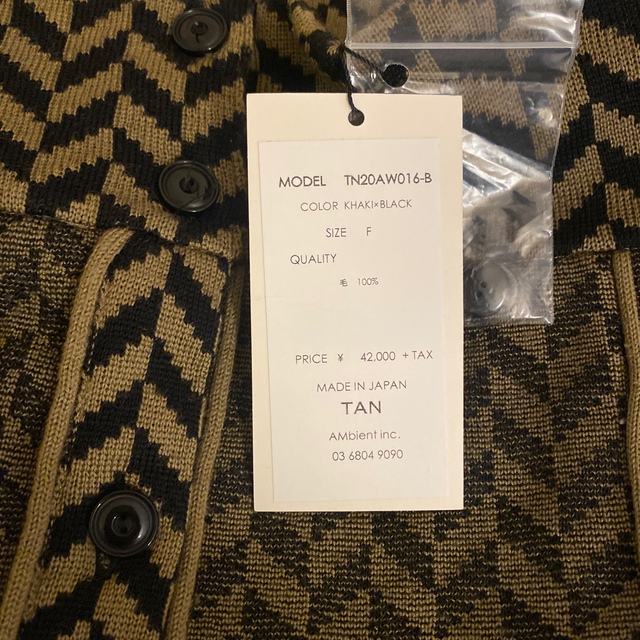 MODEL TN20AW016-B
COLOR KHAKI×BLACK
SIZE F
QUALITY
毛 100%
PRICE ¥ 42,000 +TAX
MADE IN JAPAN
TAN
AMbient inc.
03 6804 9090